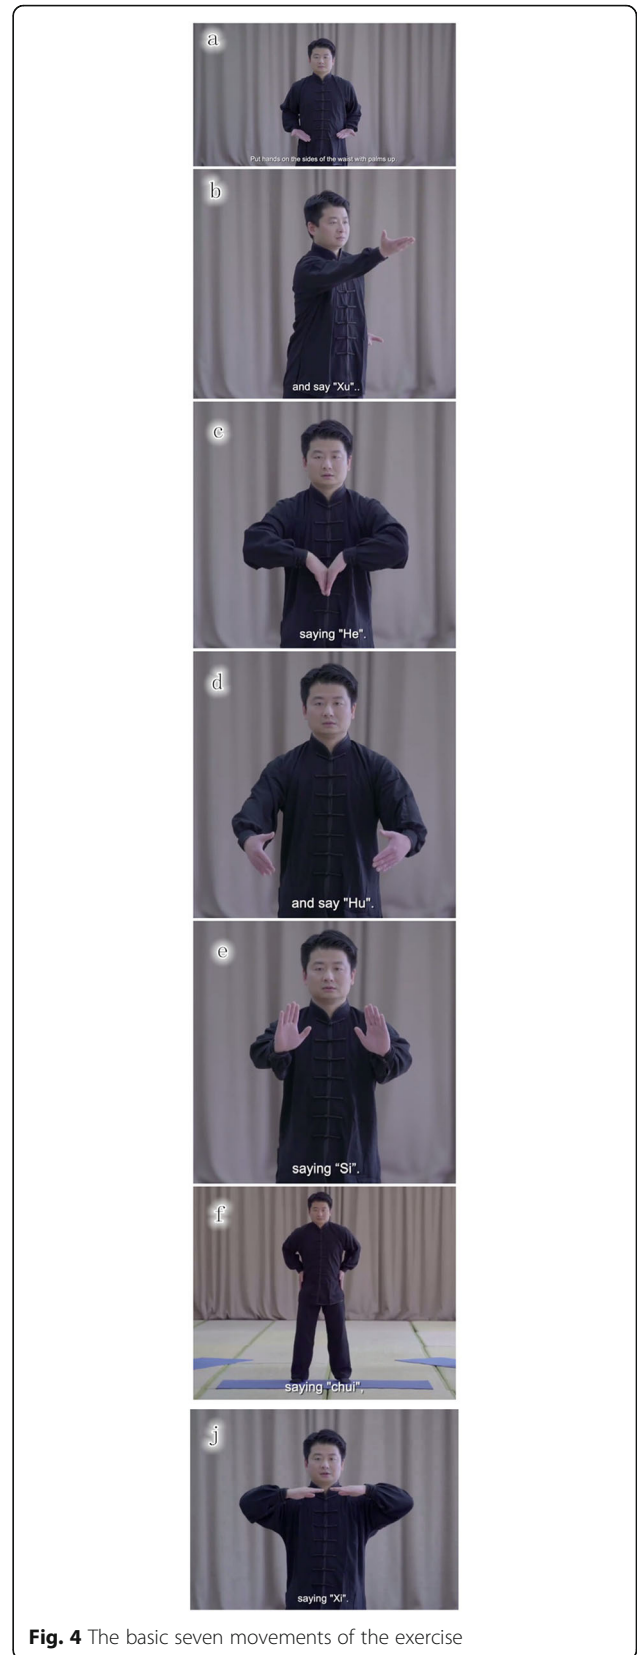 a
Put hands on the sides of the waist with palms up
b
and say "Xu"..
c
saying "He".
d
and say "Hu".
e
saying “Si”.
f
saying "chui",
j
saying "Xi".
Fig. 4 The basic seven movements of the exercise